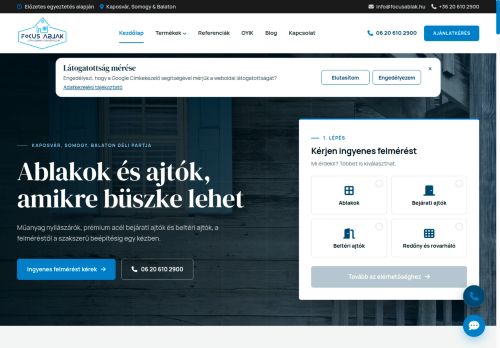 Előzetes egyeztetés alapján
Kaposvár, Somogy & Balaton
info@focusablak.hu
+36 20 610 2900
FOCUS ABLAK
Kezdőlap
Termékek
Referenciák
GYIK
Blog
Kapcsolat
06 20 610 2900
AJÁNLATKÉRÉS
Látogatottság mérése
Engedélyezi, hogy a Google Címkekezelő segítségével mérjük a weboldal látogatottságát?
Adatkezelési tájékoztató
Elutasítom
Engedélyezem
×
KAPOSVÁR, SOMOGY, BALATON DÉLI PARTJA
Ablakok és ajtók,
amikre büszke lehet
Műanyag nyílászárók, prémium acél bejárati ajtók és beltéri ajtók, a
felméréstől a szakszerű beépítésig egy kézben.
Ingyenes felmérést kérek →
06 20 610 2900
1. LÉPÉS
Kérjen ingyenes felmérést
Mi érdekli? Többet is kiválaszthat.
Ablakok
Bejárati ajtók
Beltéri ajtók
Redőny és rovarháló
Tovább az elérhetőséghez →